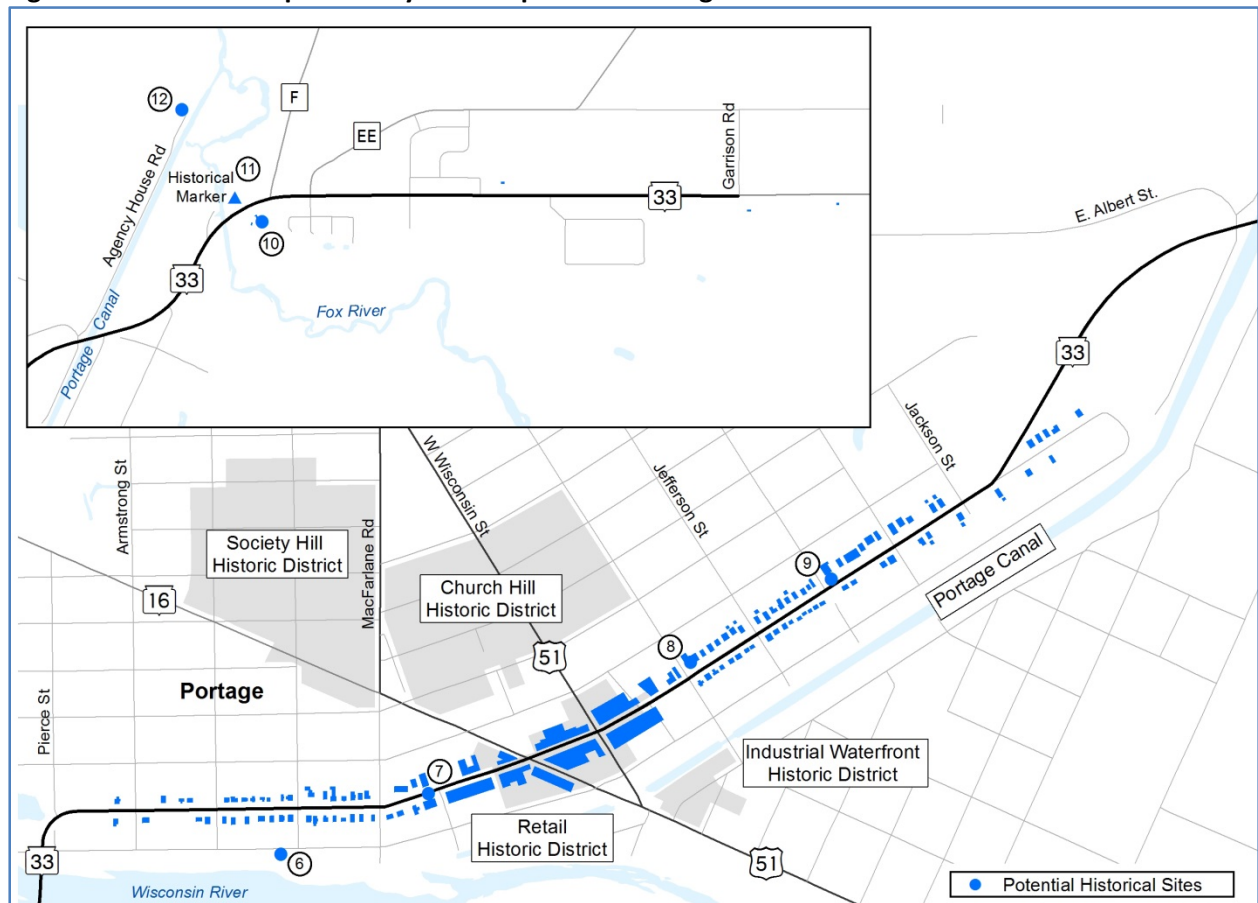 12
F
EE
Garrison Rd
Agency House Rd
11
Historical
Marker
33
10
33
E. Albert St.
Fox River
Portage Canal
33
Armstrong St
W Wisconsin St
Jackson St
Jefferson St
Society Hill
Historic District
MacFarlane Rd
Church Hill
Historic District
9
Portage Canal
16
51
8
Portage
Pierce St
Industrial Waterfront
Historic District
7
Retail
Historic District
33
6
51
Wisconsin River
Potential Historical Sites